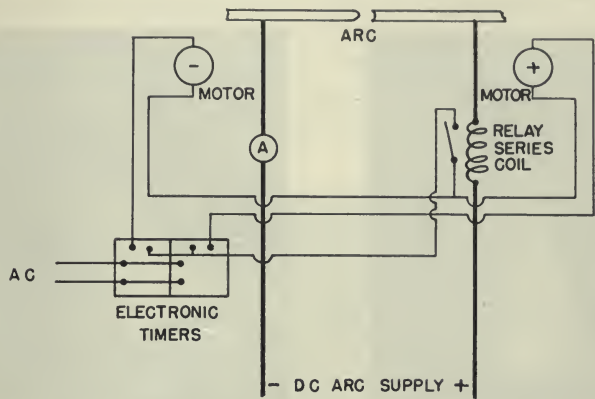 ARC
-
MOTOR
+
MOTOR
A
RELAY
SERIES
COIL
AC
ELECTRONIC
TIMERS
- DC ARC SUPPLY +